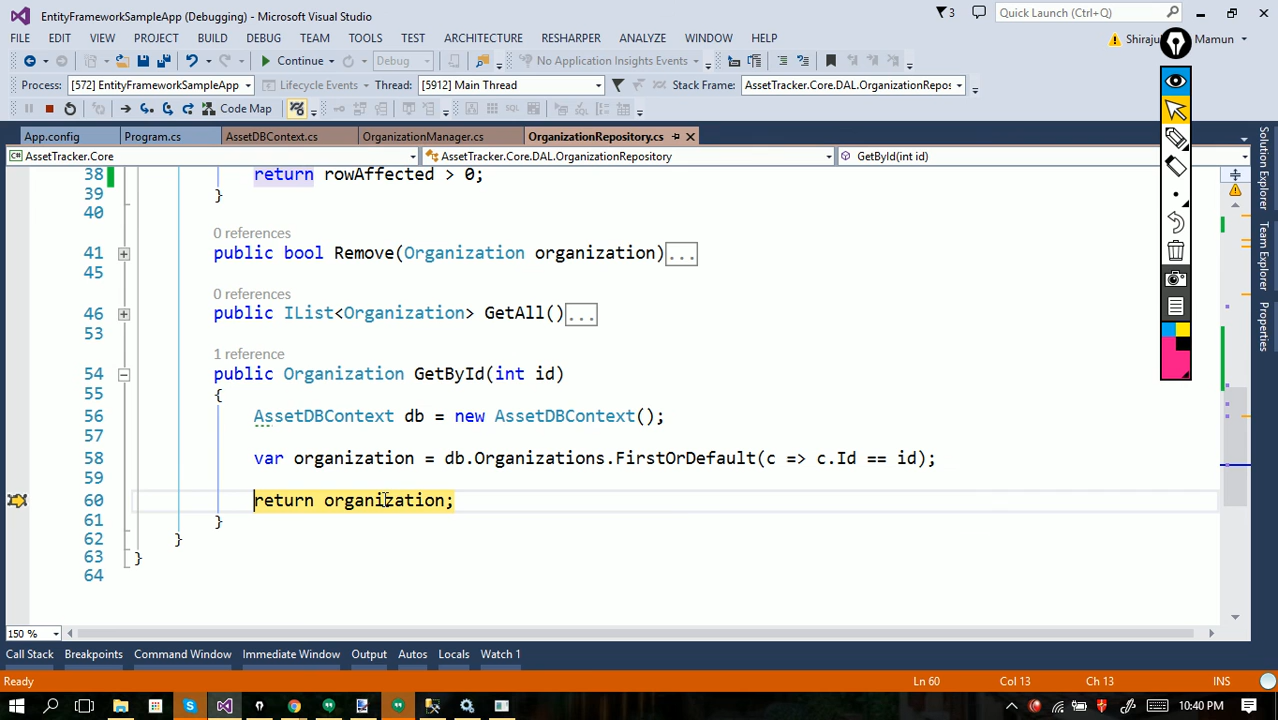 EntityFrameworkSampleApp (Debugging) - Microsoft Visual Studio
3
Quick Launch (Ctrl+Q)
FILE EDIT VIEW PROJECT BUILD DEBUG TEAM TOOLS TEST ARCHITECTURE RESHARPER ANALYZE WINDOW HELP
Shiraju Mamun
Continue Debug No Application Insights Events
Process: [572] EntityFrameworkSampleApp Lifecycle Events Thread: [5912] Main Thread Stack Frame: AssetTracker.Core.DAL.OrganizationRepos
Code Map
App.config Program.cs AssetDBContext.cs OrganizationManager.cs OrganizationRepository.cs
AssetTracker.Core AssetTracker.Core.DAL.OrganizationRepository GetById(int id)
38 return rowAffected > 0;
39 }
40
0 references
41 public bool Remove(Organization organization)...
45
0 references
46 public IList<Organization> GetAll()...
53
1 reference
54 public Organization GetById(int id)
55 {
56 AssetDBContext db = new AssetDBContext();
57
58 var organization = db.Organizations.FirstOrDefault(c => c.Id == id);
59
60 return organization;
61 }
62 }
63 }
64
Solution Explorer
Team Explorer
Properties
150 %
Call Stack Breakpoints Command Window Immediate Window Output Autos Locals Watch 1
Ready Ln 60 Col 13 Ch 13 INS
10:40 PM